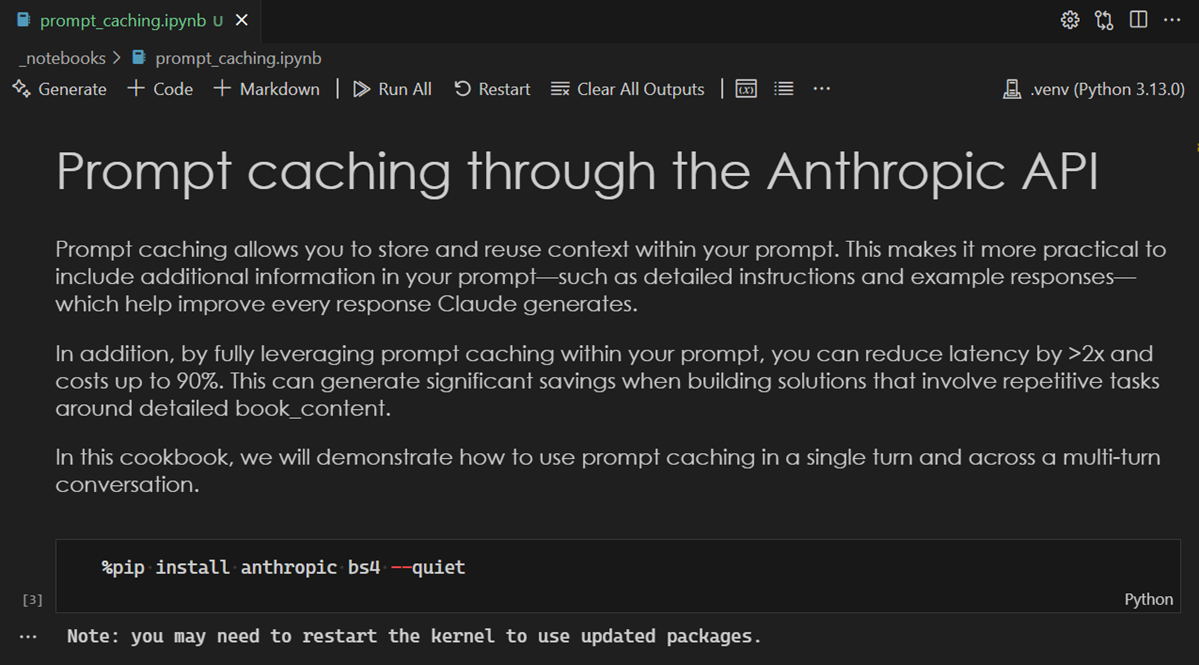 prompt_caching.ipynb U
_notebooks > prompt_caching.ipynb
Generate + Code + Markdown | Run All Restart Clear All Outputs | (x) ... .venv (Python 3.13.0)
Prompt caching through the Anthropic API
Prompt caching allows you to store and reuse context within your prompt. This makes it more practical to
include additional information in your prompt—such as detailed instructions and example responses—
which help improve every response Claude generates.
In addition, by fully leveraging prompt caching within your prompt, you can reduce latency by >2x and
costs up to 90%. This can generate significant savings when building solutions that involve repetitive tasks
around detailed book_content.
In this cookbook, we will demonstrate how to use prompt caching in a single turn and across a multi-turn
conversation.
%pip install anthropic bs4 --quiet
[3] Python
... Note: you may need to restart the kernel to use updated packages.